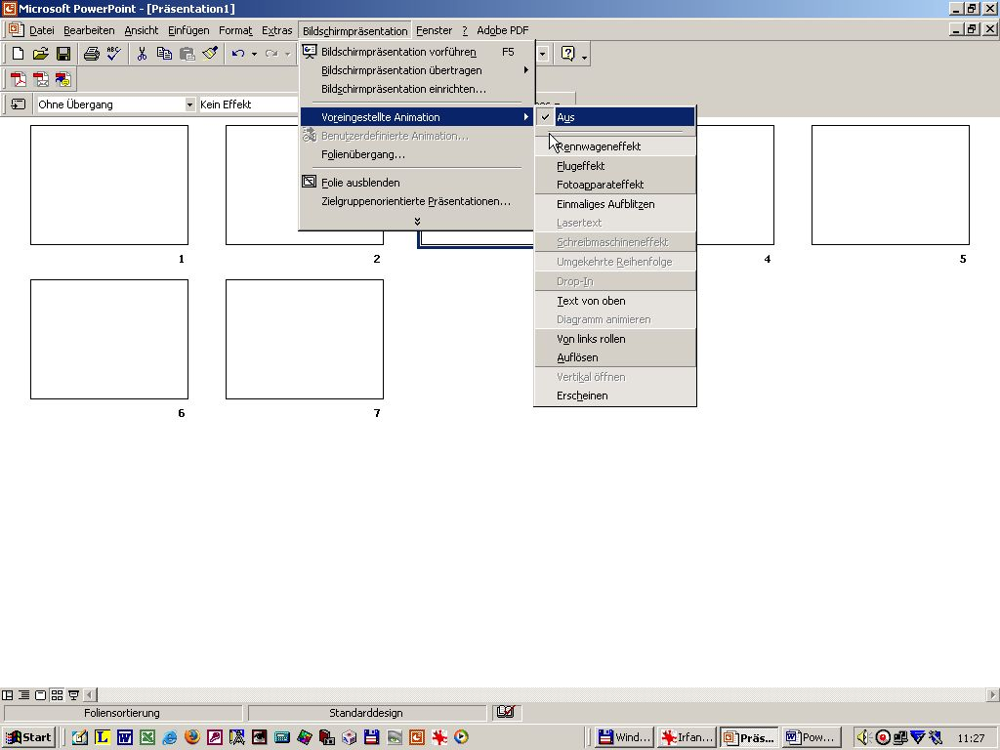 Microsoft PowerPoint - [Präsentation1]
Datei Bearbeiten Ansicht Einfügen Format Extras Bildschirmpräsentation Fenster ? Adobe PDF
Bildschirmpräsentation vorführen F5
Bildschirmpräsentation übertragen
Bildschirmpräsentation einrichten...
Ohne Übergang Kein Effekt
Voreingestellte Animation
Benutzerdefinierte Animation...
Folienübergang...
Folie ausblenden
Zielgruppenorientierte Präsentationen...
Aus
Rennwageneffekt
Flugeffekt
Fotoapparateffekt
Einmaliges Aufblitzen
Lasertext
Schreibmaschineneffekt
Umgekehrte Reihenfolge
Drop-In
Text von oben
Diagramm animieren
Von links rollen
Auflösen
Vertikal öffnen
Erscheinen
1 2 4 5
6 7
Foliensortierung Standarddesign
Start Wind... Irfan... Präs... Pow... 11:27